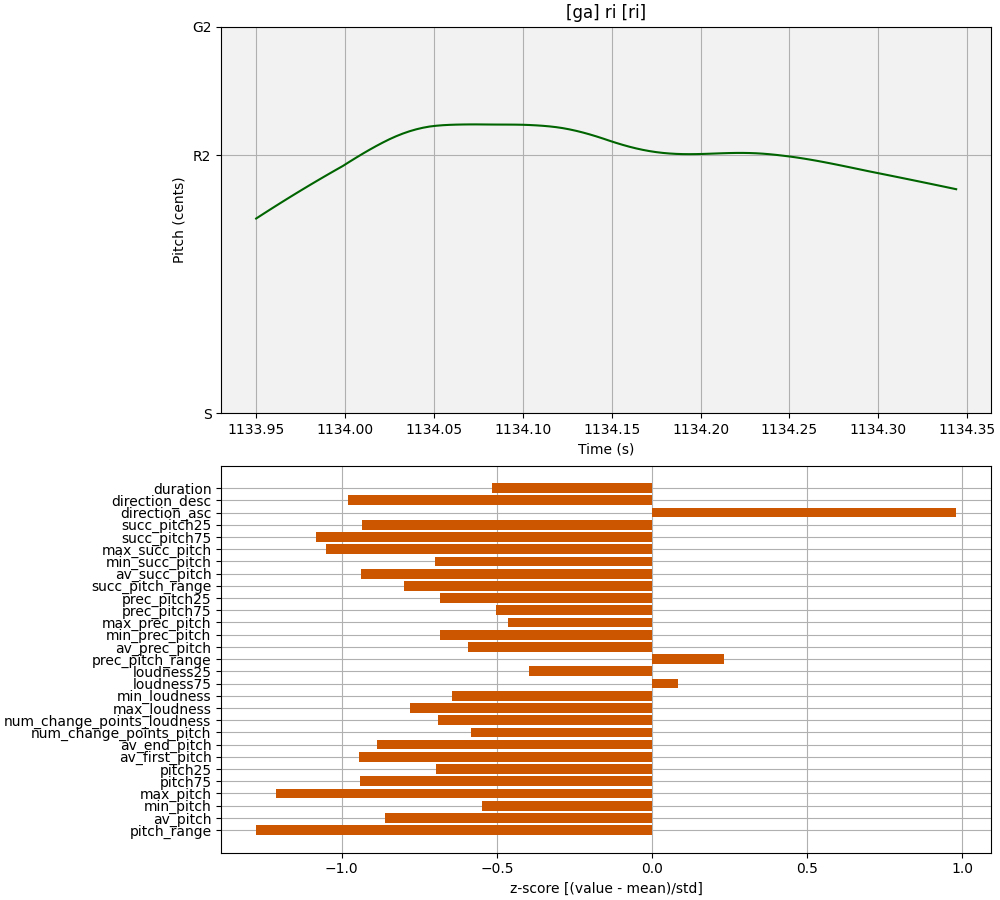 [ga] ri [ri]
G2
R2
S
Pitch (cents)
1133.95 1134.00 1134.05 1134.10 1134.15 1134.20 1134.25 1134.30 1134.35
Time (s)
duration
direction_desc
direction_asc
succ_pitch25
succ_pitch75
max_succ_pitch
min_succ_pitch
av_succ_pitch
succ_pitch_range
prec_pitch25
prec_pitch75
max_prec_pitch
min_prec_pitch
av_prec_pitch
prec_pitch_range
loudness25
loudness75
min_loudness
max_loudness
num_change_points_loudness
num_change_points_pitch
av_end_pitch
av_first_pitch
pitch25
pitch75
max_pitch
min_pitch
av_pitch
pitch_range
−1.0 −0.5 0.0 0.5 1.0
z-score [(value - mean)/std]